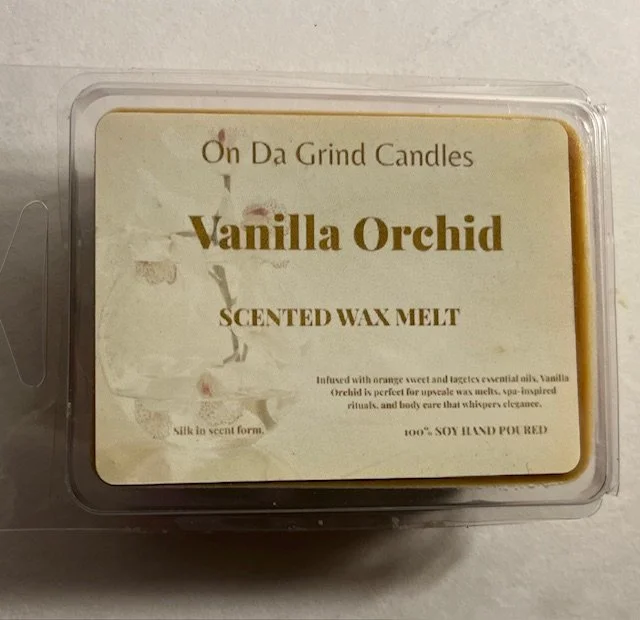 On Da Grind Candles
Vanilla Orchid
SCENTED WAX MELT
Infused with orange sweet and tagetes essential oils, Vanilla
Orchid is perfect for upscale wax melts, spa-inspired
rituals, and body care that whispers elegance.
Silk in scent form.
100% SOY HAND POURED